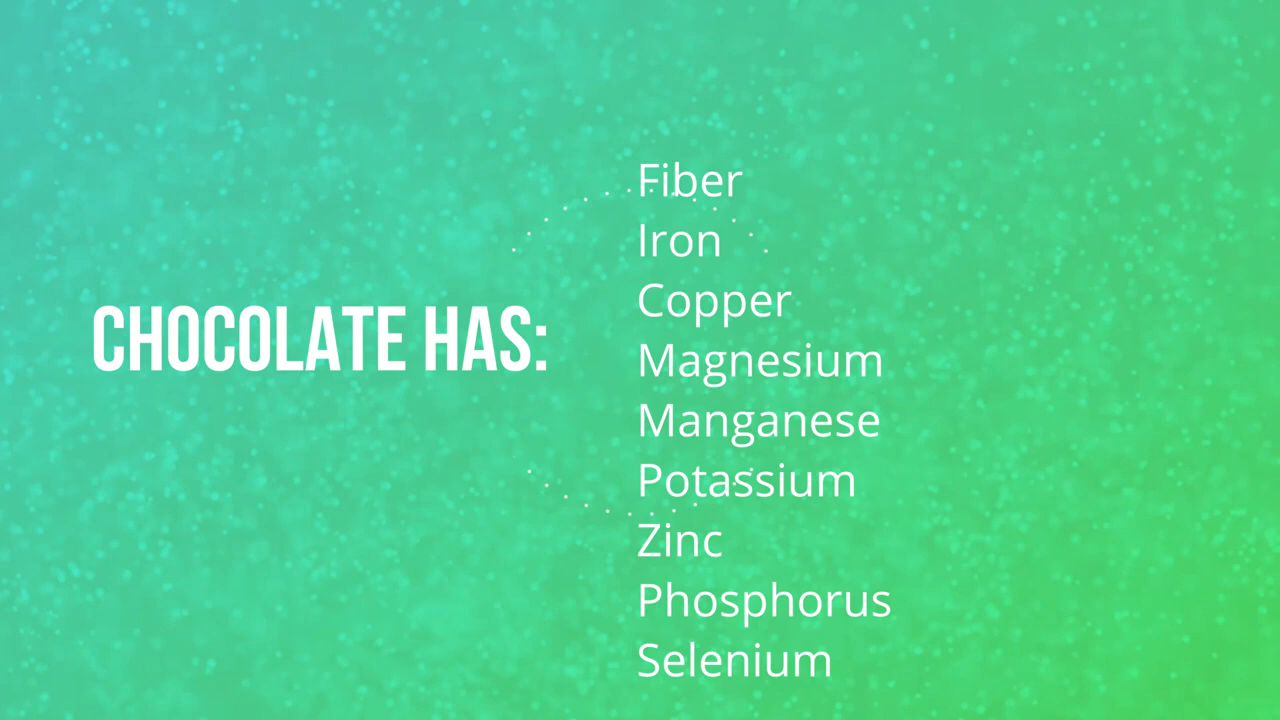 CHOCOLATE HAS:
Fiber
Iron
Copper
Magnesium
Manganese
Potassium
Zinc
Phosphorus
Selenium